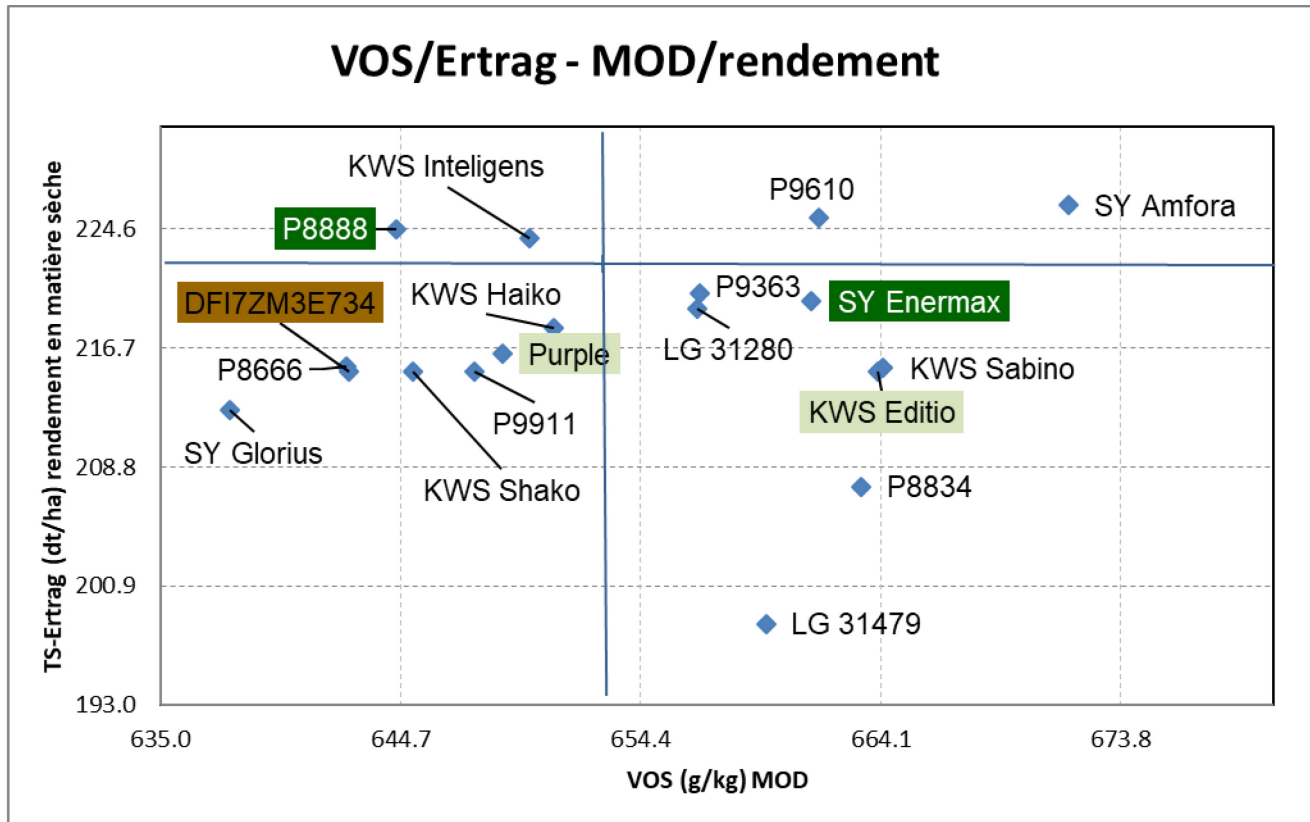 VOS/Ertrag - MOD/rendement
TS-Ertrag (dt/ha) rendement en matière sèche
224.6
216.7
208.8
200.9
193.0
KWS Inteligens
P8888
P9610
SY Amfora
DFI7ZM3E734
KWS Haiko
P9363
SY Enermax
P8666
Purple
LG 31280
KWS Sabino
SY Glorius
P9911
KWS Editio
KWS Shako
P8834
LG 31479
635.0
644.7
654.4
664.1
673.8
VOS (g/kg) MOD